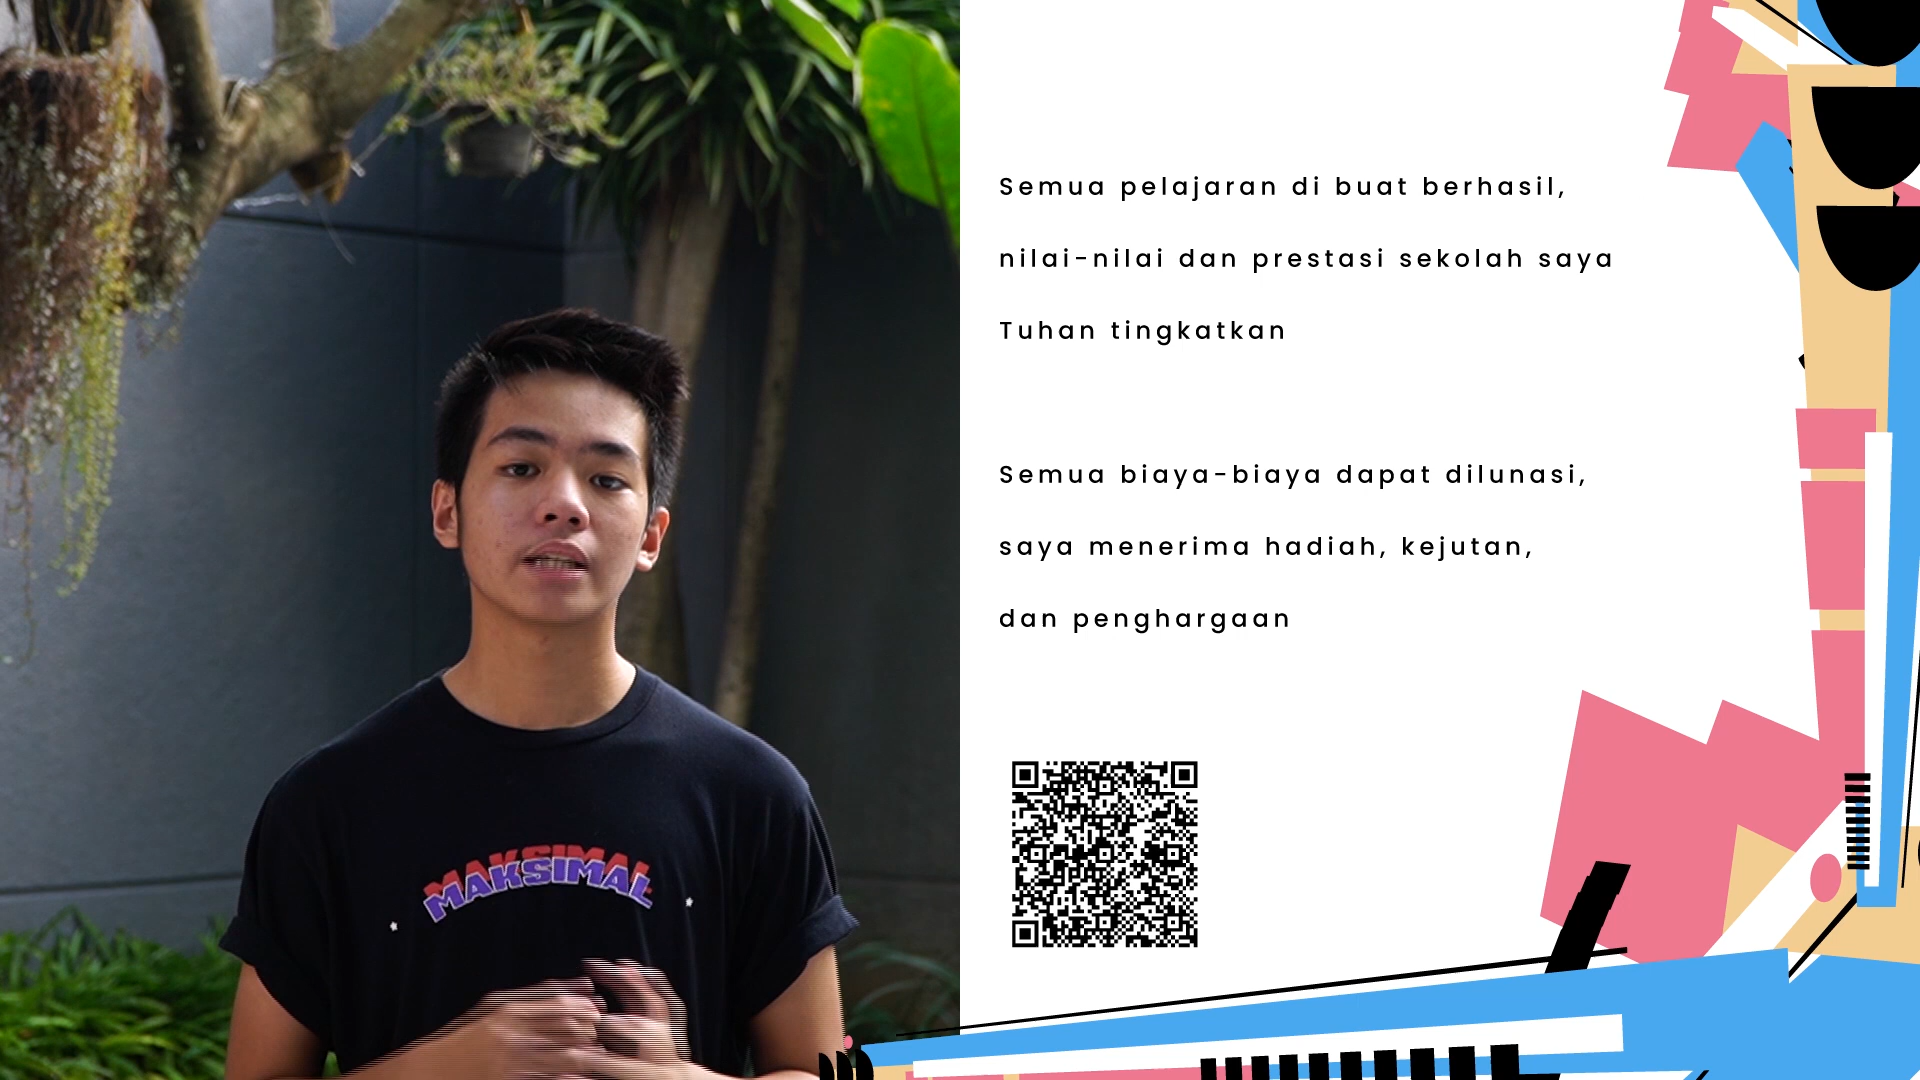 Semua pelajaran di buat berhasil,
nilai-nilai dan prestasi sekolah saya
Tuhan tingkatkan
Semua biaya-biaya dapat dilunasi,
saya menerima hadiah, kejutan,
dan penghargaan
MAKSIMAL
MAKSIMAL